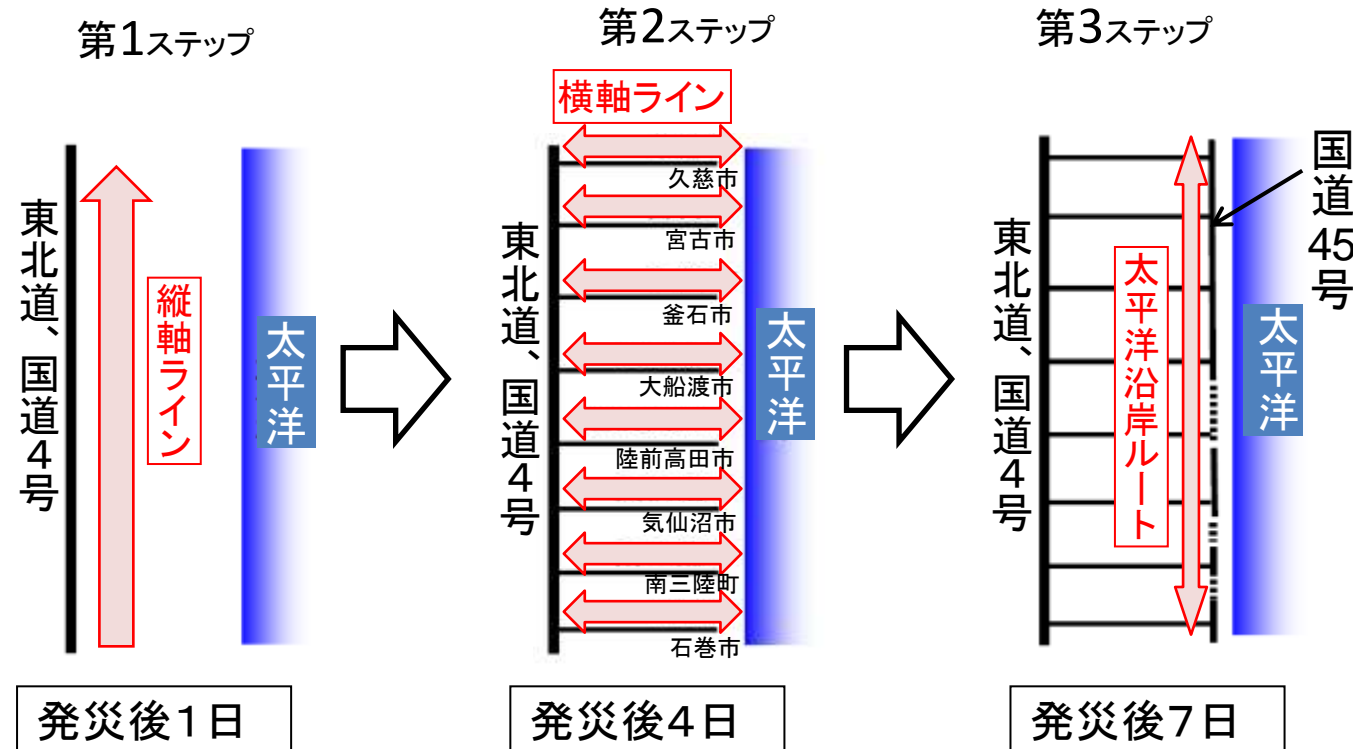 第1ステップ
東北道、国道4号
縦軸ライン
太平洋
発災後1日
第2ステップ
横軸ライン
東北道、国道4号
久慈市
宮古市
釜石市
大船渡市
陸前高田市
気仙沼市
南三陸町
石巻市
太平洋
発災後4日
第3ステップ
東北道、国道4号
太平洋沿岸ルート
国道45号
太平洋
発災後7日